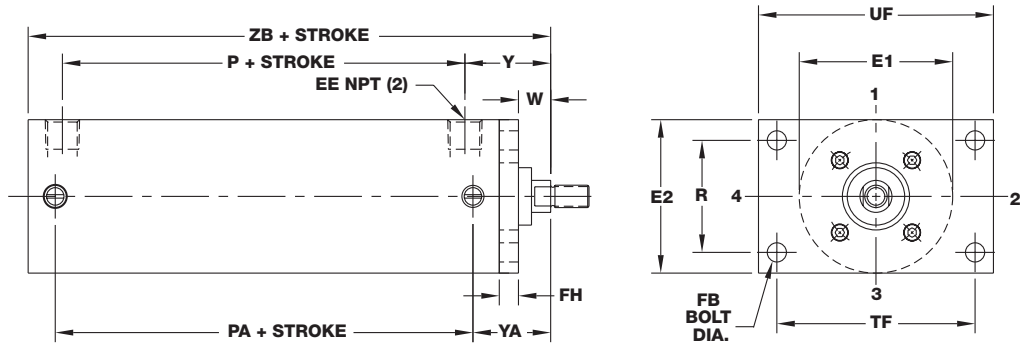 ZB + STROKE
P + STROKE
Y
EE NPT (2)
W
FH
PA + STROKE
YA
UF
E1
1
E2
R
4
2
3
FB
BOLT
DIA.
TF